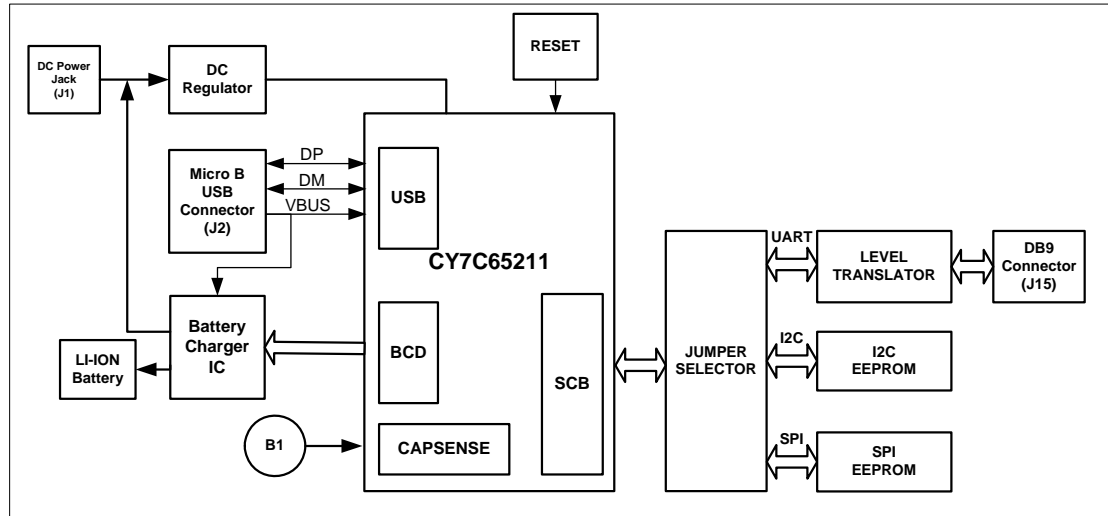 DC Power
Jack
(J1)
DC
Regulator
RESET
Micro B
USB
Connector
(J2)
DP
DM
VBUS
USB
CY7C65211
Battery
Charger
IC
LI-ION
Battery
BCD
B1
CAPSENSE
SCB
JUMPER
SELECTOR
UART
LEVEL
TRANSLATOR
DB9
Connector
(J15)
I2C
I2C
EEPROM
SPI
SPI
EEPROM